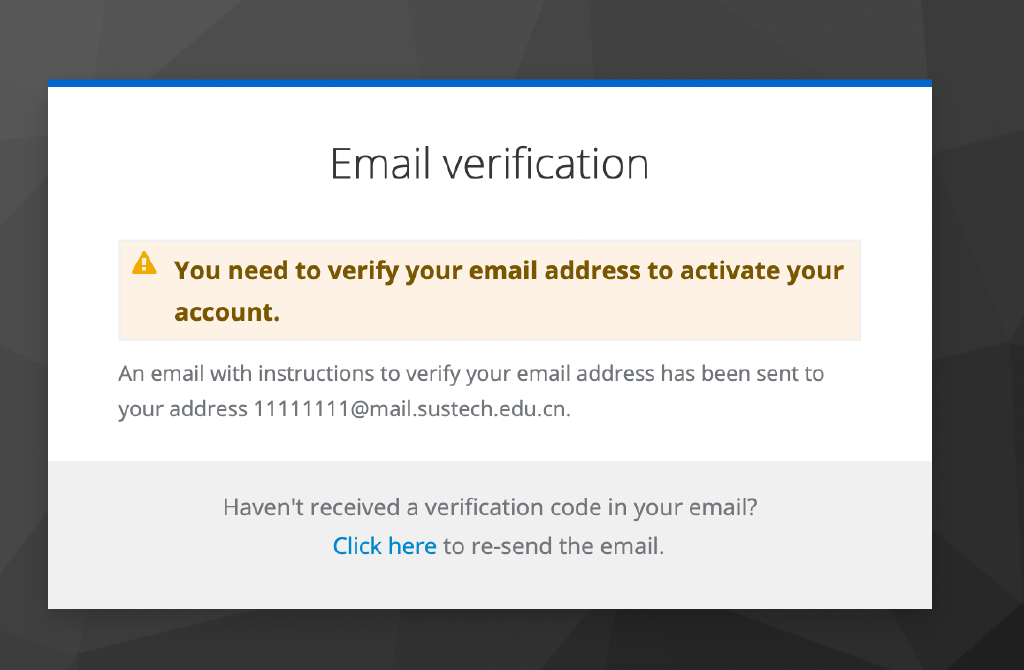 Email verification
You need to verify your email address to activate your
account.
An email with instructions to verify your email address has been sent to
your address 11111111@mail.sustech.edu.cn.
Haven't received a verification code in your email?
Click here to re-send the email.